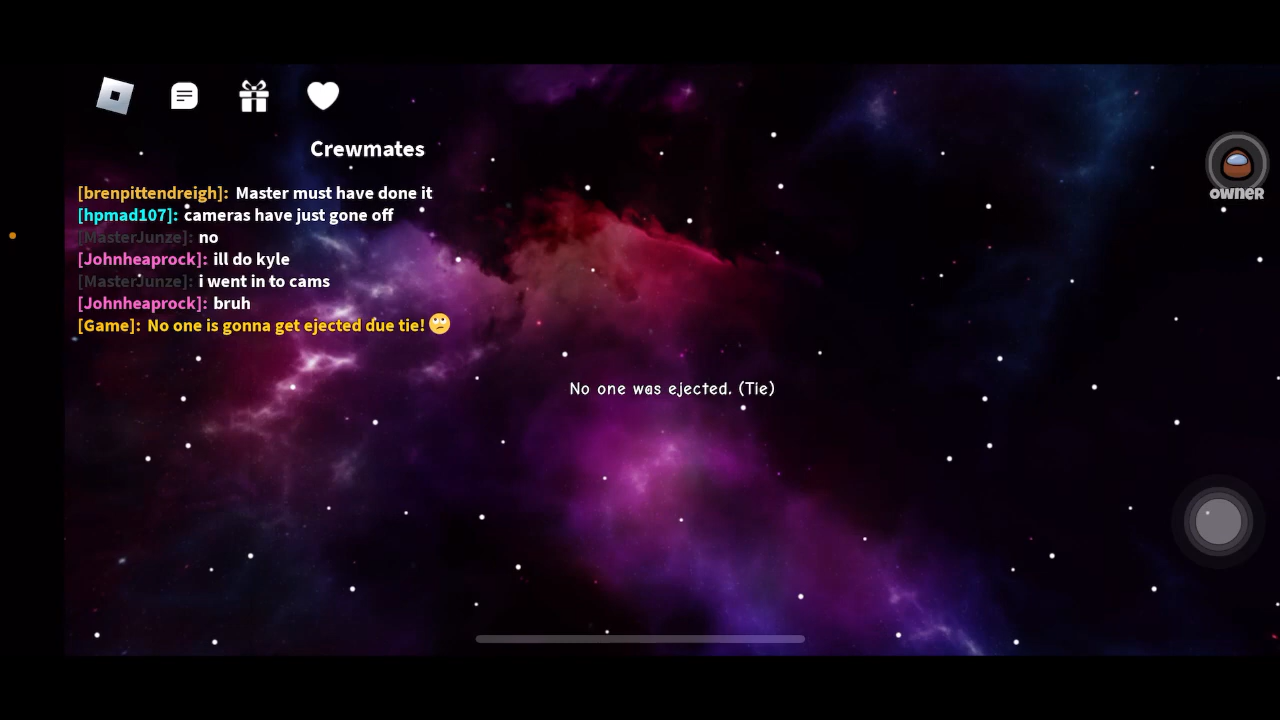 Crewmates
[brenpittendreigh]: Master must have done it
[hpmad107]: cameras have just gone off
[MasterJunze]: no
[Johnheaprock]: ill do kyle
[MasterJunze]: i went in to cams
[Johnheaprock]: bruh
[Game]: No one is gonna get ejected due tie! 🙄
No one was ejected. (Tie)
OWNER